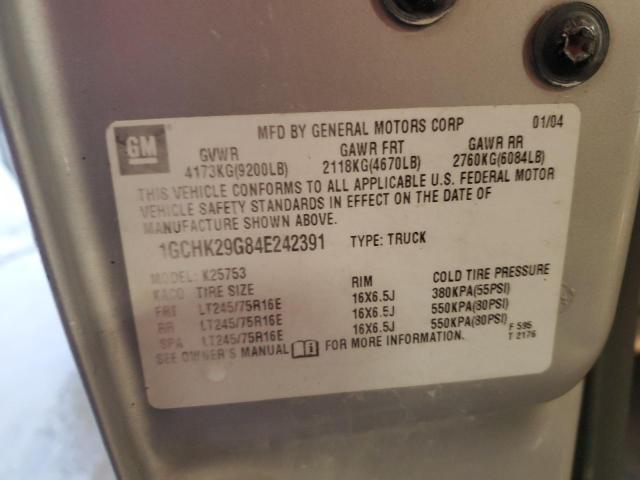 GM
MFD BY GENERAL MOTORS CORP 01/04
GVWR GAWR FRT GAWR RR
4173KG(9200LB) 2118KG(4670LB) 2760KG(6084LB)
THIS VEHICLE CONFORMS TO ALL APPLICABLE U.S. FEDERAL MOTOR
VEHICLE SAFETY STANDARDS IN EFFECT ON THE DATE OF
MANUFACTURE SHOWN ABOVE.
1GCHK29G84E242391 TYPE: TRUCK
MODEL: K25753
KACO TIRE SIZE RIM COLD TIRE PRESSURE
FRT LT245/75R16E 16X6.5J 380KPA(55PSI)
RR LT245/75R16E 16X6.5J 550KPA(80PSI)
SPA LT245/75R16E 16X6.5J 550KPA(80PSI)
SEE OWNER'S MANUAL FOR MORE INFORMATION.
F 595
T 2176